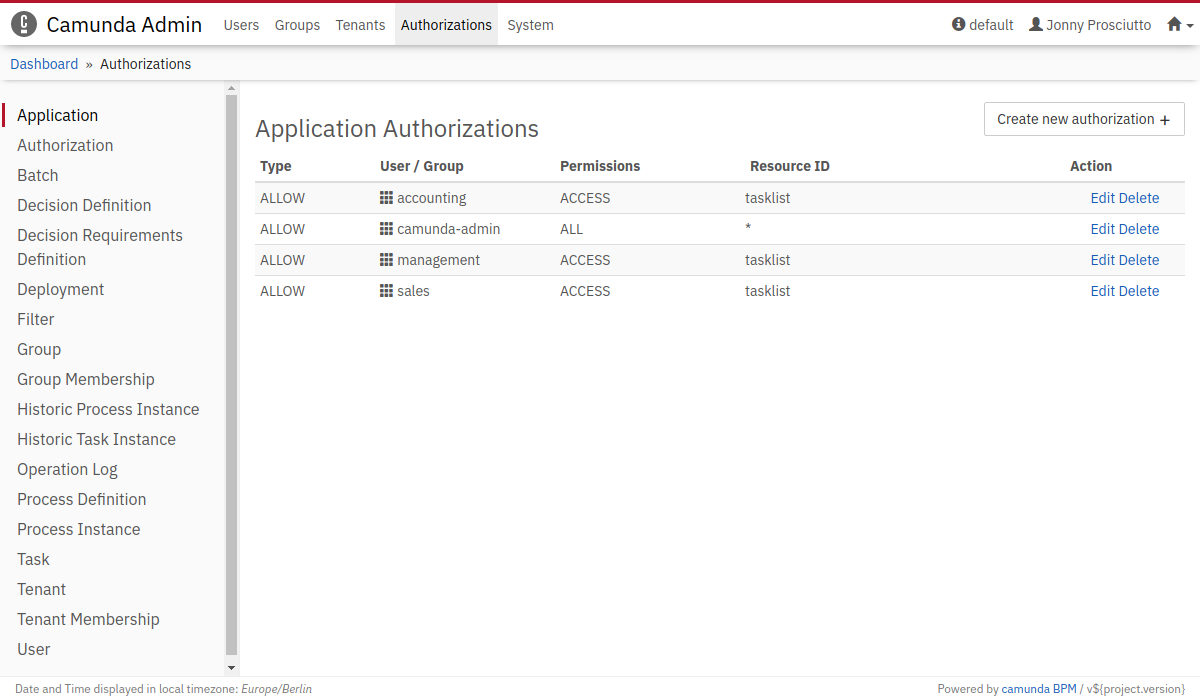 Camunda Admin Users Groups Tenants Authorizations System default Jonny Prosciutto
Dashboard » Authorizations
Application
Authorization
Batch
Decision Definition
Decision Requirements
Definition
Deployment
Filter
Group
Group Membership
Historic Process Instance
Historic Task Instance
Operation Log
Process Definition
Process Instance
Task
Tenant
Tenant Membership
User
Application Authorizations
Create new authorization +
Type User / Group Permissions Resource ID Action
ALLOW accounting ACCESS tasklist Edit Delete
ALLOW camunda-admin ALL * Edit Delete
ALLOW management ACCESS tasklist Edit Delete
ALLOW sales ACCESS tasklist Edit Delete
Date and Time displayed in local timezone: Europe/Berlin
Powered by camunda BPM / v${project.version}